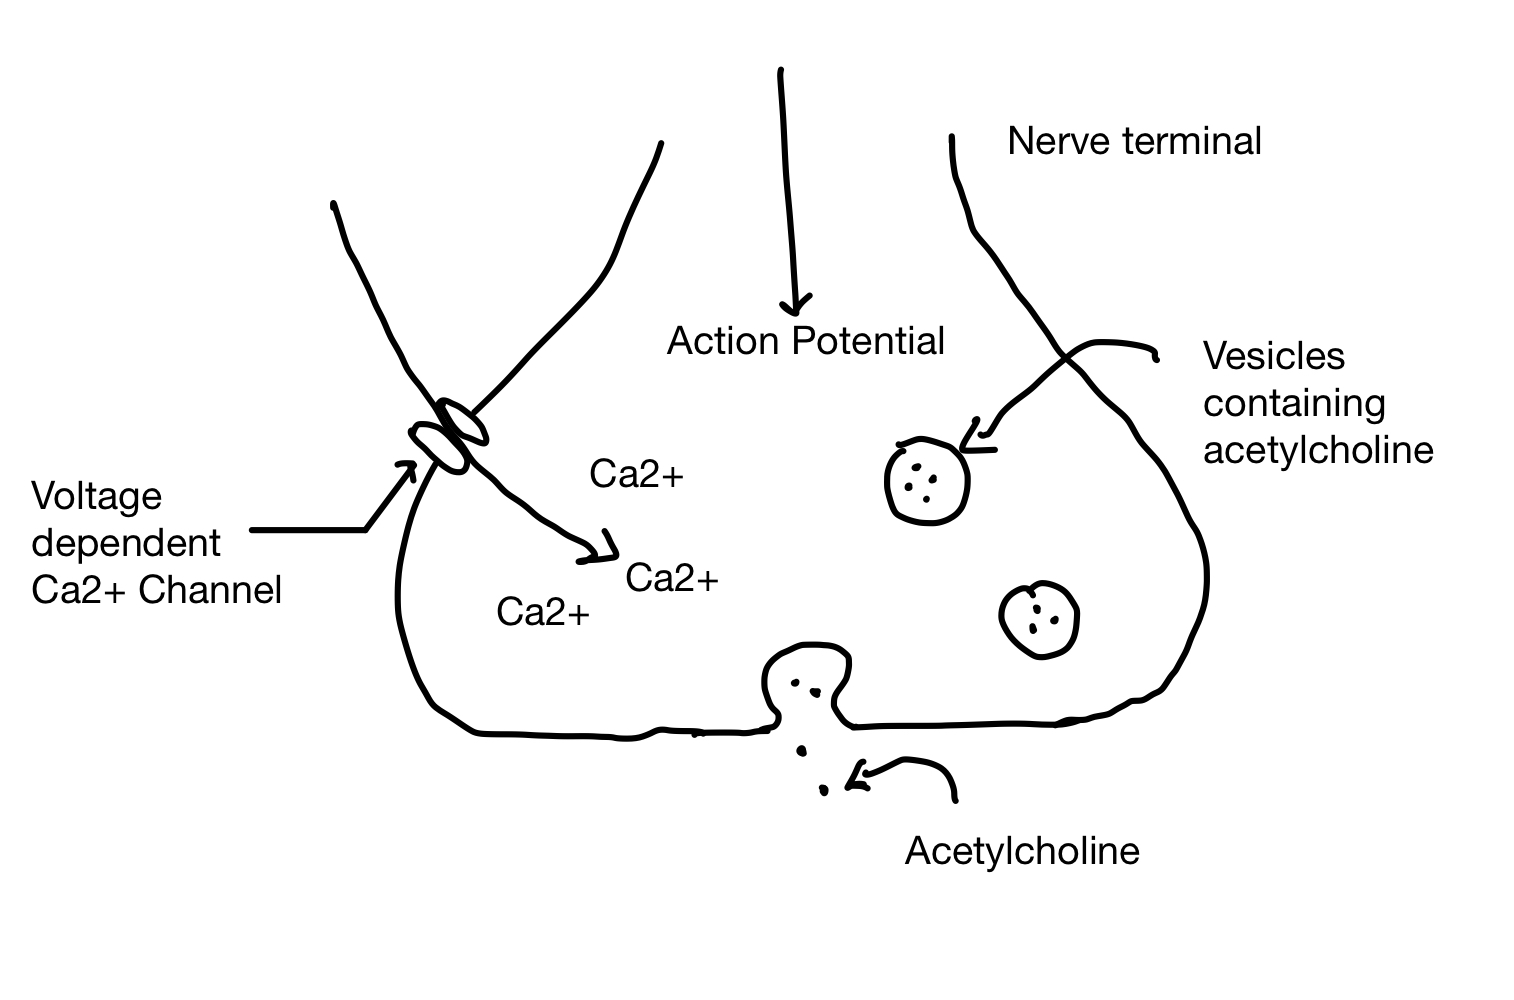 Nerve terminal
Action Potential
Vesicles
containing
acetylcholine
Ca2+
Voltage
dependent
Ca2+ Channel
Ca2+
Ca2+
Acetylcholine